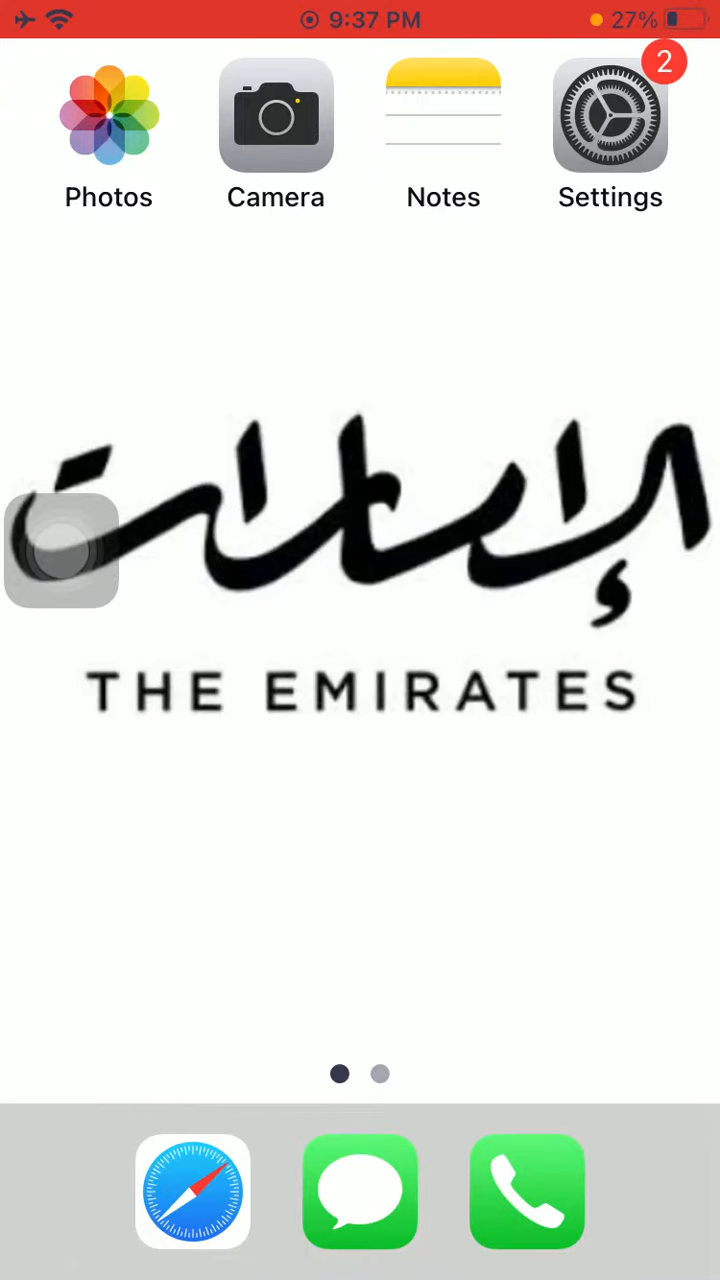 9:37 PM
27%
2
Photos Camera Notes Settings
الإمارات
THE EMIRATES